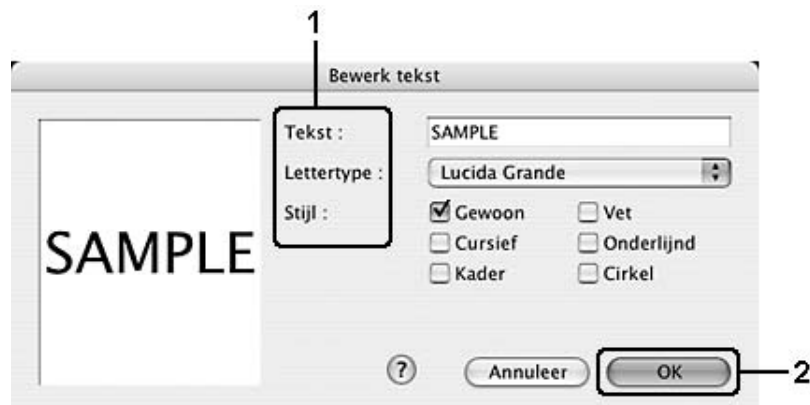 1
Bewerk tekst
Tekst :
SAMPLE
Lettertype :
Lucida Grande
Stijl :
Gewoon
Vet
Cursief
Onderlijnd
Kader
Cirkel
SAMPLE
?
Annuleer
OK
2